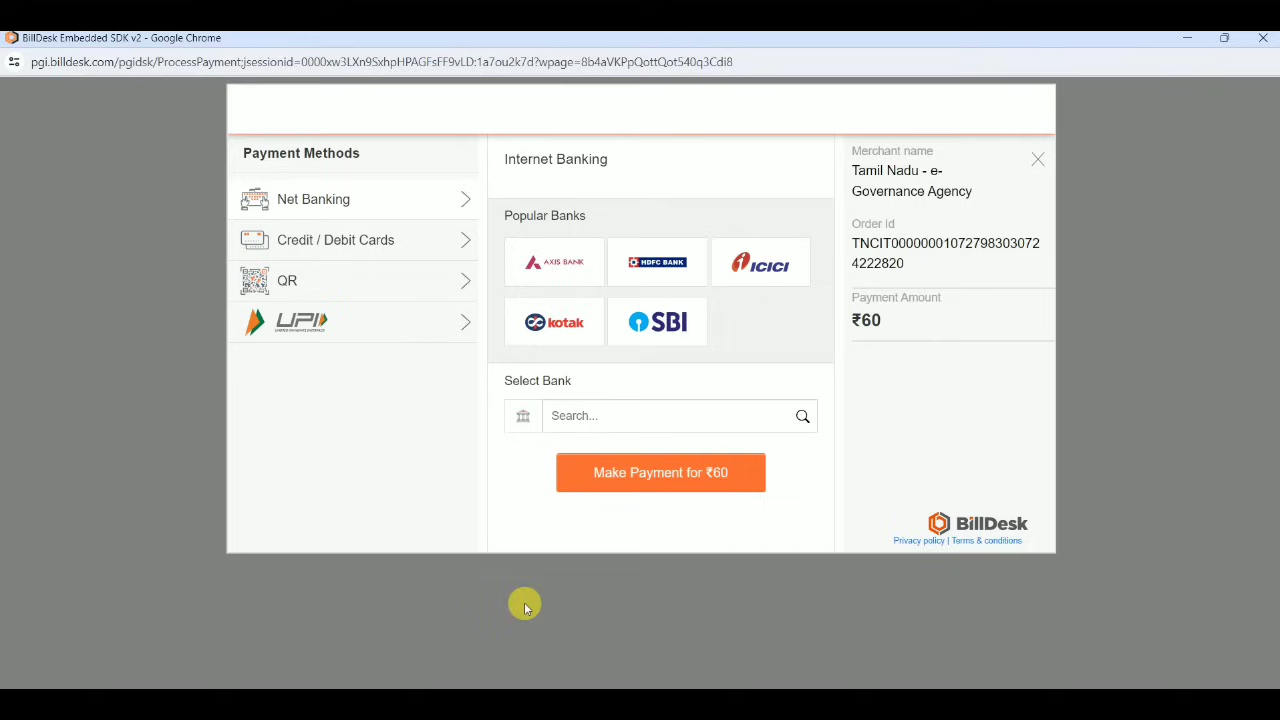 BillDesk Embedded SDK v2 - Google Chrome
pgi.billdesk.com/pgidsk/ProcessPayment;jsessionid=0000xw3LXn9SxhpHPAGFsFF9vLD:1a7ou2k7d?wpage=8b4aVKPpQottQot540q3Cdi8
Payment Methods
Net Banking
Credit / Debit Cards
QR
UPI
Internet Banking
Popular Banks
AXIS BANK
HDFC BANK
ICICI
kotak
SBI
Select Bank
Search...
Make Payment for ₹60
Merchant name
Tamil Nadu - e-
Governance Agency
Order id
TNCIT00000001072798303072
4222820
Payment Amount
₹60
BillDesk
Privacy policy | Terms & conditions